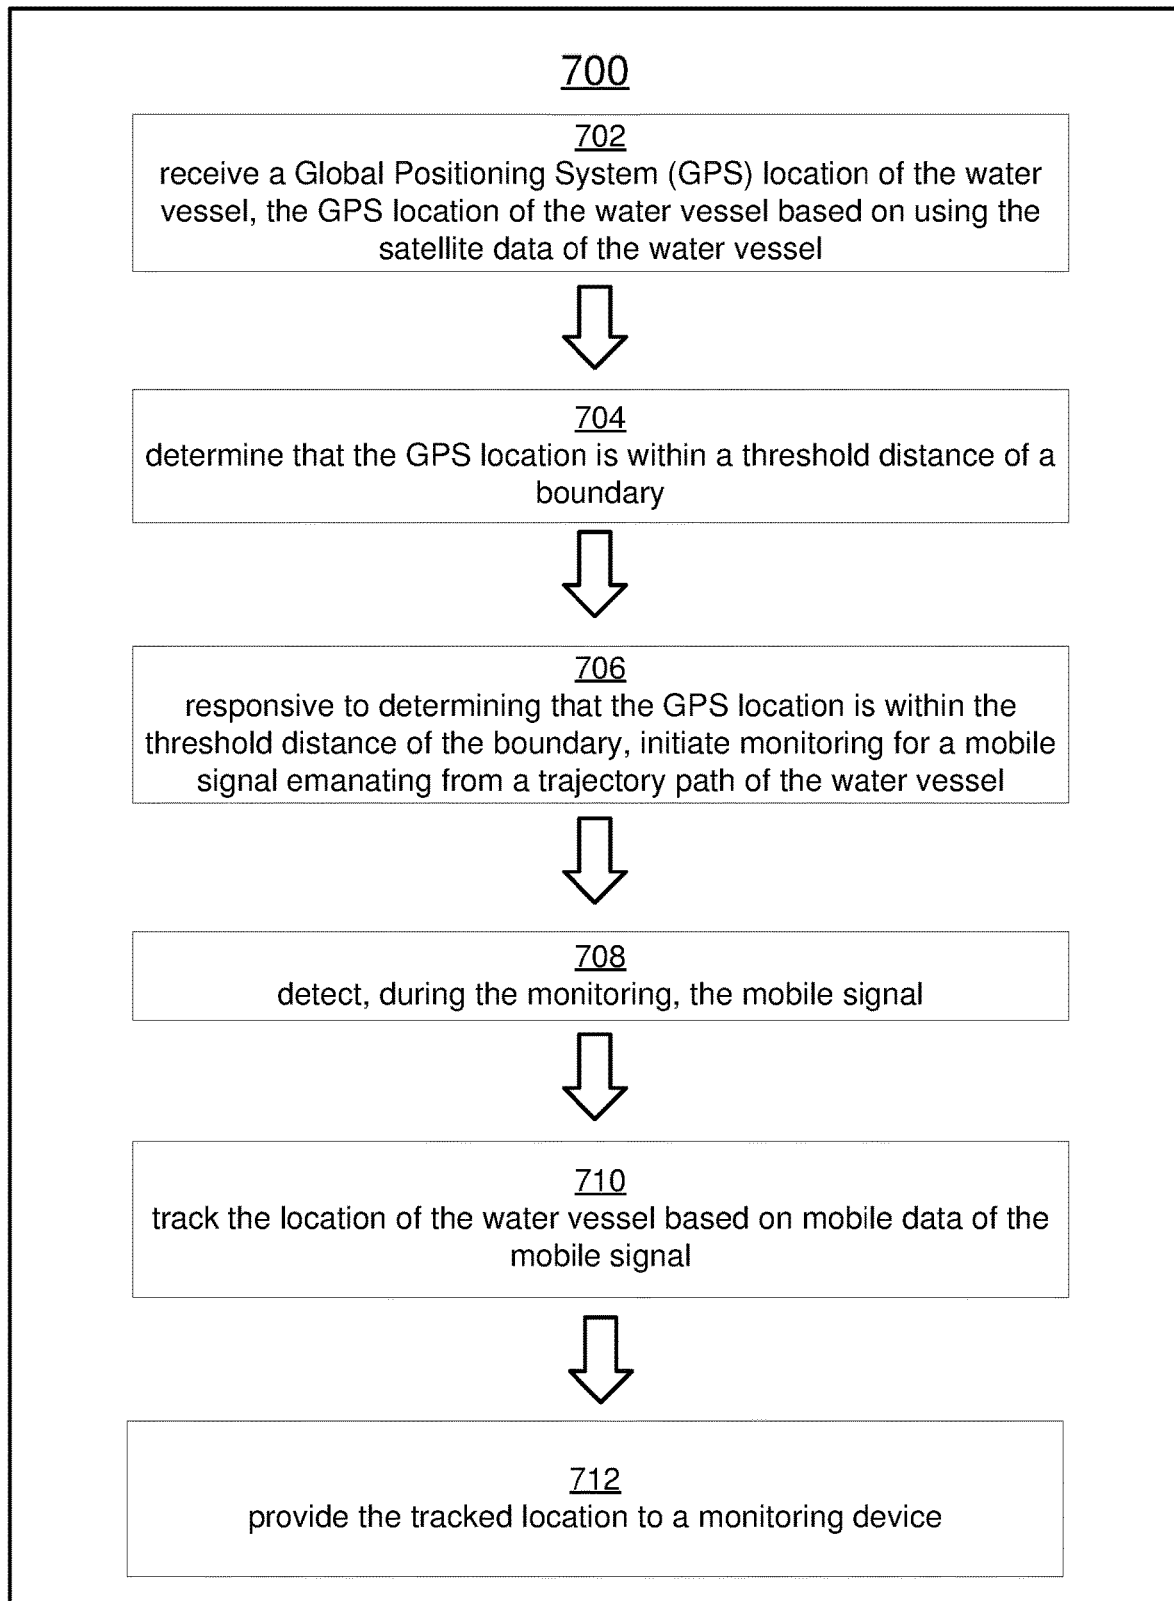 700
702
receive a Global Positioning System (GPS) location of the water
vessel, the GPS location of the water vessel based on using the
satellite data of the water vessel
704
determine that the GPS location is within a threshold distance of a
boundary
706
responsive to determining that the GPS location is within the
threshold distance of the boundary, initiate monitoring for a mobile
signal emanating from a trajectory path of the water vessel
708
detect, during the monitoring, the mobile signal
710
track the location of the water vessel based on mobile data of the
mobile signal
712
provide the tracked location to a monitoring device